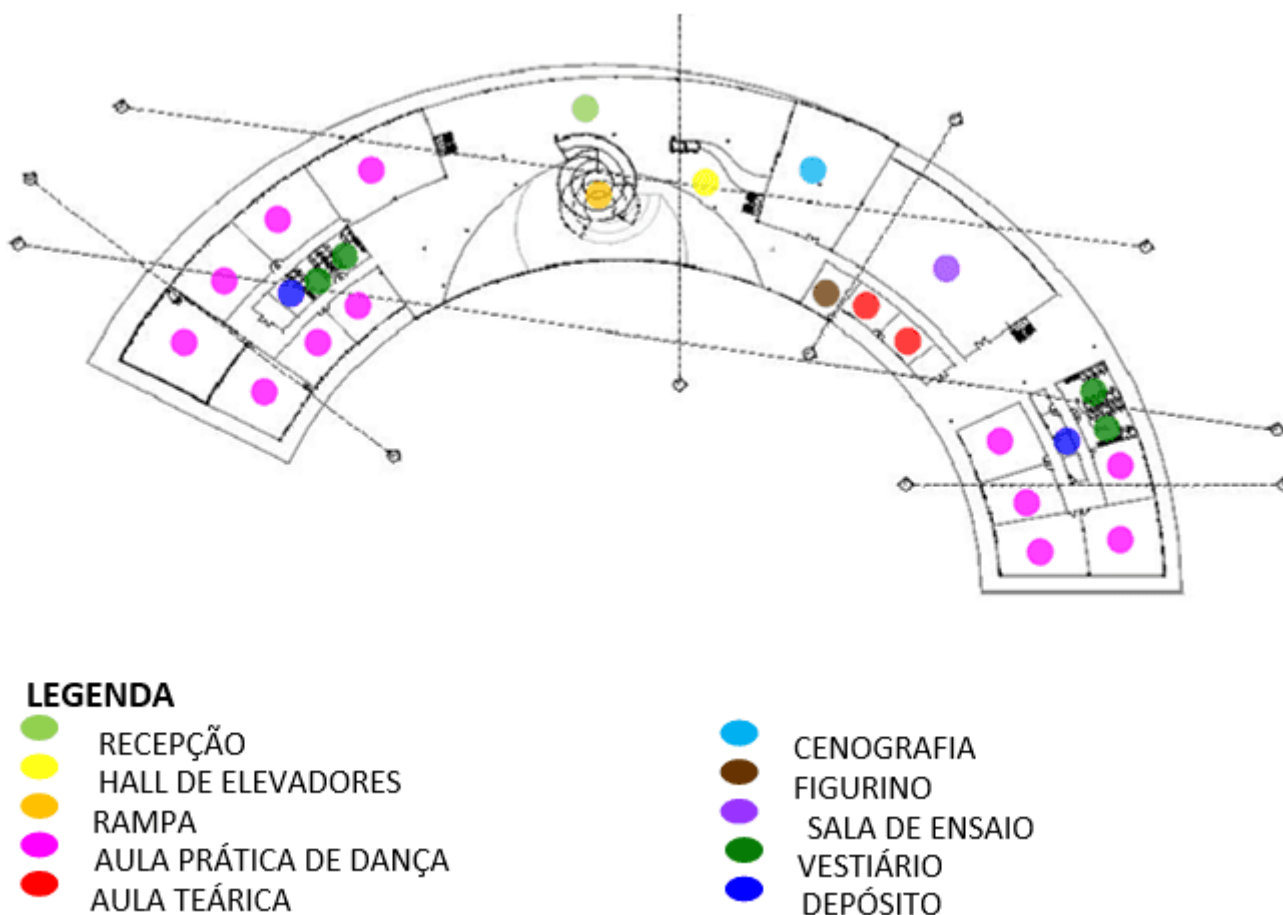 LEGENDA
RECEPÇÃO
HALL DE ELEVADORES
RAMPA
AULA PRÁTICA DE DANÇA
AULA TEÁRICA
CENOGRAFIA
FIGURINO
SALA DE ENSAIO
VESTIÁRIO
DEPÓSITO